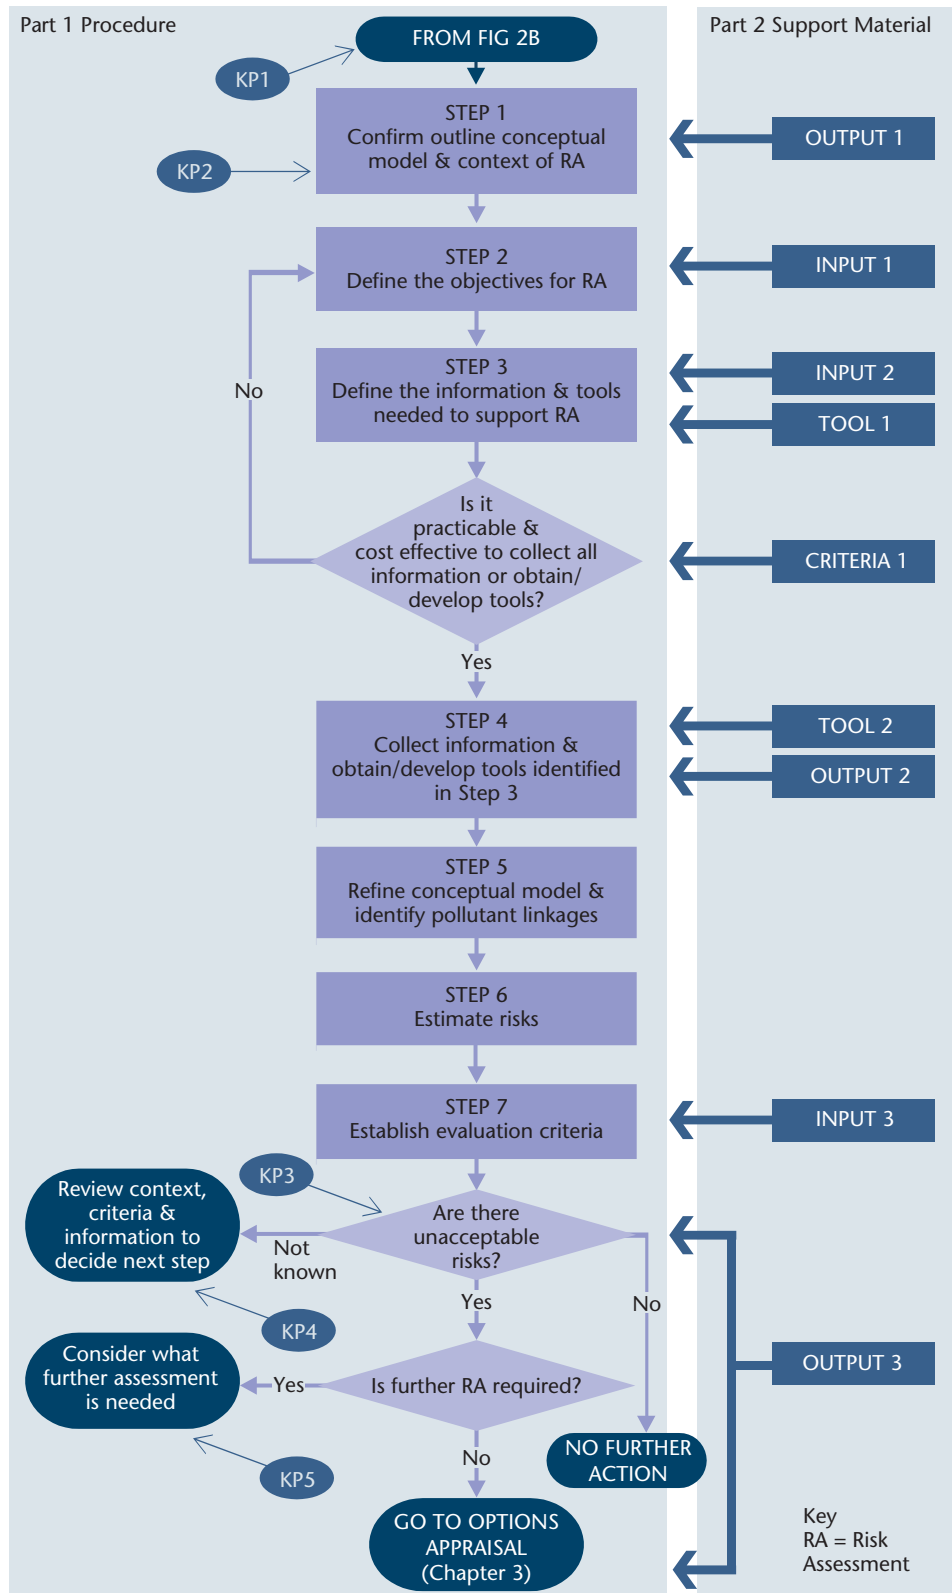 Part 1 Procedure
Part 2 Support Material
FROM FIG 2B
KP1
STEP 1
Confirm outline conceptual
model & context of RA
OUTPUT 1
KP2
STEP 2
Define the objectives for RA
INPUT 1
No
STEP 3
Define the information & tools
needed to support RA
INPUT 2
TOOL 1
Is it
practicable &
cost effective to collect all
information or obtain/
develop tools?
CRITERIA 1
Yes
STEP 4
Collect information &
obtain/develop tools identified
in Step 3
TOOL 2
OUTPUT 2
STEP 5
Refine conceptual model &
identify pollutant linkages
STEP 6
Estimate risks
STEP 7
Establish evaluation criteria
INPUT 3
KP3
Review context,
criteria &
information to
decide next step
Not
known
Are there
unacceptable
risks?
Yes
No
KP4
OUTPUT 3
Consider what
further assessment
is needed
Yes
Is further RA required?
KP5
No
NO FURTHER
ACTION
GO TO OPTIONS
APPRAISAL
(Chapter 3)
Key
RA = Risk
Assessment